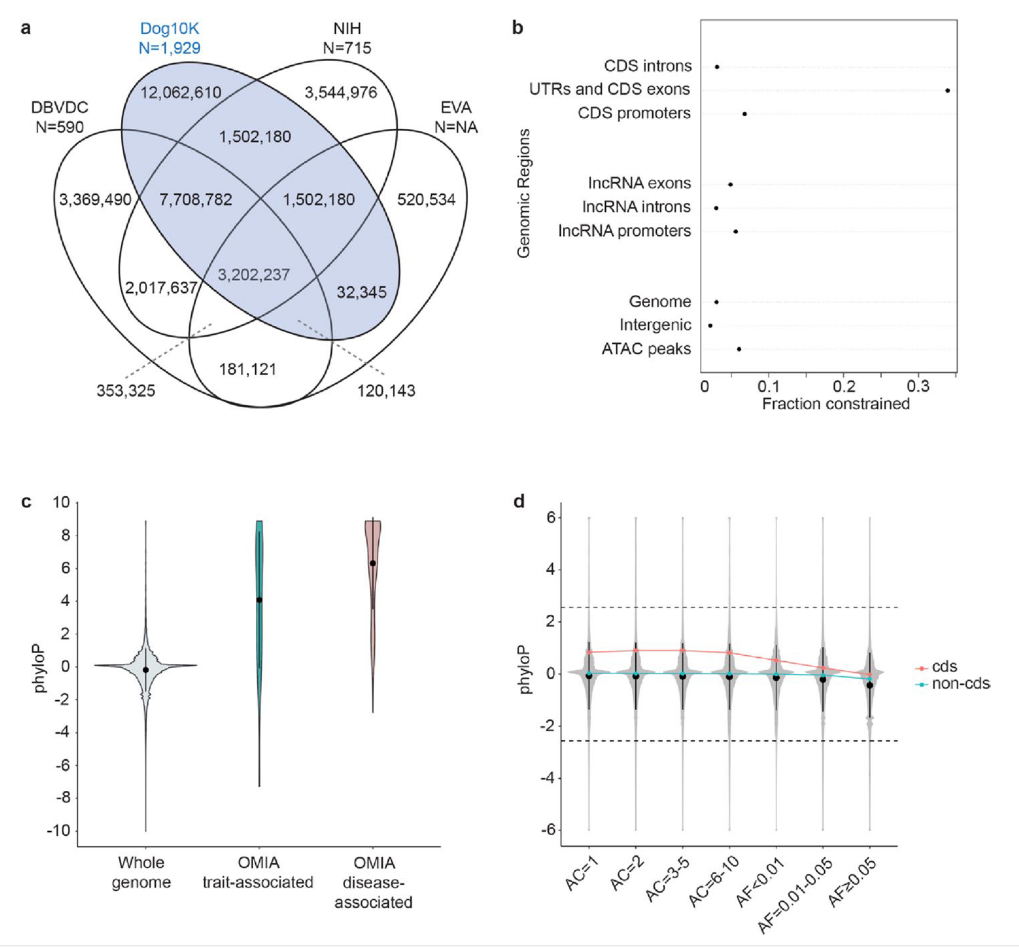 a
Dog10K
N=1,929
NIH
N=715
DBVDC
N=590
EVA
N=NA
12,062,610
3,544,976
1,502,180
3,369,490
7,708,782
1,502,180
520,534
3,202,237
2,017,637
32,345
181,121
353,325
120,143
b
Genomic Regions
CDS introns
UTRs and CDS exons
CDS promoters
lncRNA exons
lncRNA introns
lncRNA promoters
Genome
Intergenic
ATAC peaks
0 0.1 0.2 0.3
Fraction constrained
c
phyloP
10
8
6
4
2
0
-2
-4
-6
-8
-10
Whole
genome
OMIA
trait-associated
OMIA
disease-
associated
d
phyloP
6
4
2
0
-2
-4
-6
cds
non-cds
AC=1
AC=2
AC=3-5
AC=6-10
AF<0.01
AF=0.01-0.05
AF≥0.05